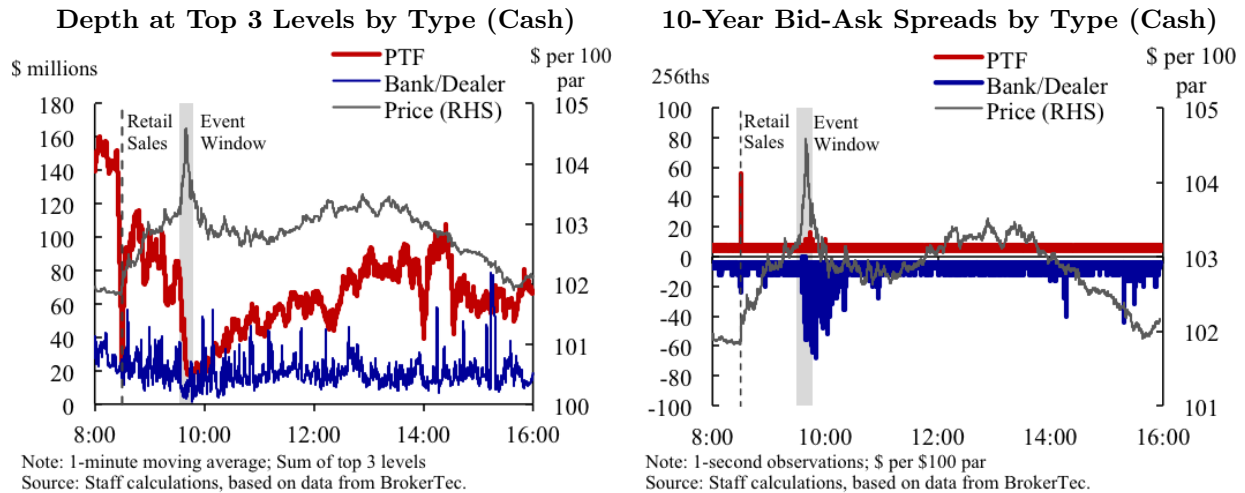 Depth at Top 3 Levels by Type (Cash)
$ millions
PTF
Bank/Dealer
Price (RHS)
$ per 100
par
Retail
Sales
Event
Window
180
160
140
120
100
80
60
40
20
0
105
104
103
102
101
100
8:00
10:00
12:00
14:00
16:00
Note: 1-minute moving average; Sum of top 3 levels
Source: Staff calculations, based on data from BrokerTec.
10-Year Bid-Ask Spreads by Type (Cash)
256ths
PTF
Bank/Dealer
Price (RHS)
$ per 100
par
Retail
Sales
Event
Window
100
80
60
40
20
0
-20
-40
-60
-80
-100
105
104
103
102
101
8:00
10:00
12:00
14:00
16:00
Note: 1-second observations; $ per $100 par
Source: Staff calculations, based on data from BrokerTec.